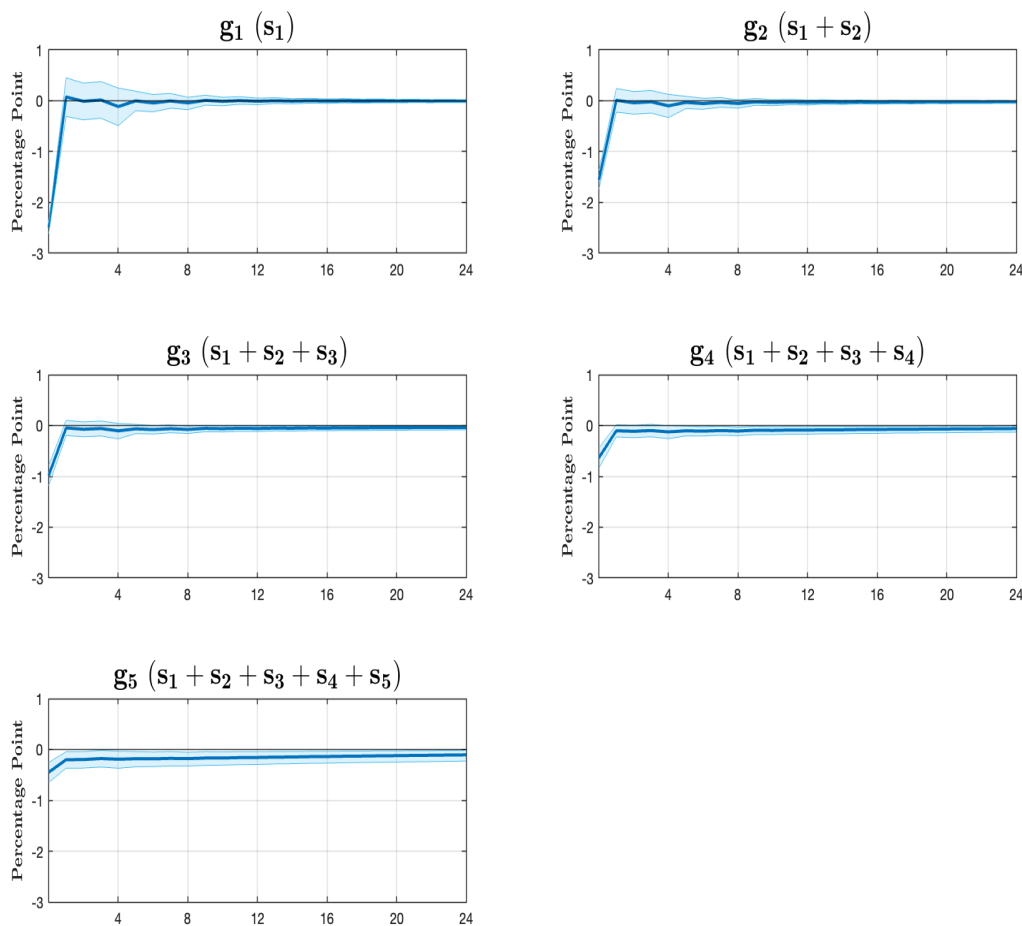 g₁ (s₁)
Percentage Point
1
0
-1
-2
-3
4 8 12 16 20 24
g₂ (s₁ + s₂)
Percentage Point
1
0
-1
-2
-3
4 8 12 16 20 24
g₃ (s₁ + s₂ + s₃)
Percentage Point
1
0
-1
-2
-3
4 8 12 16 20 24
g₄ (s₁ + s₂ + s₃ + s₄)
Percentage Point
1
0
-1
-2
-3
4 8 12 16 20 24
g₅ (s₁ + s₂ + s₃ + s₄ + s₅)
Percentage Point
1
0
-1
-2
-3
4 8 12 16 20 24